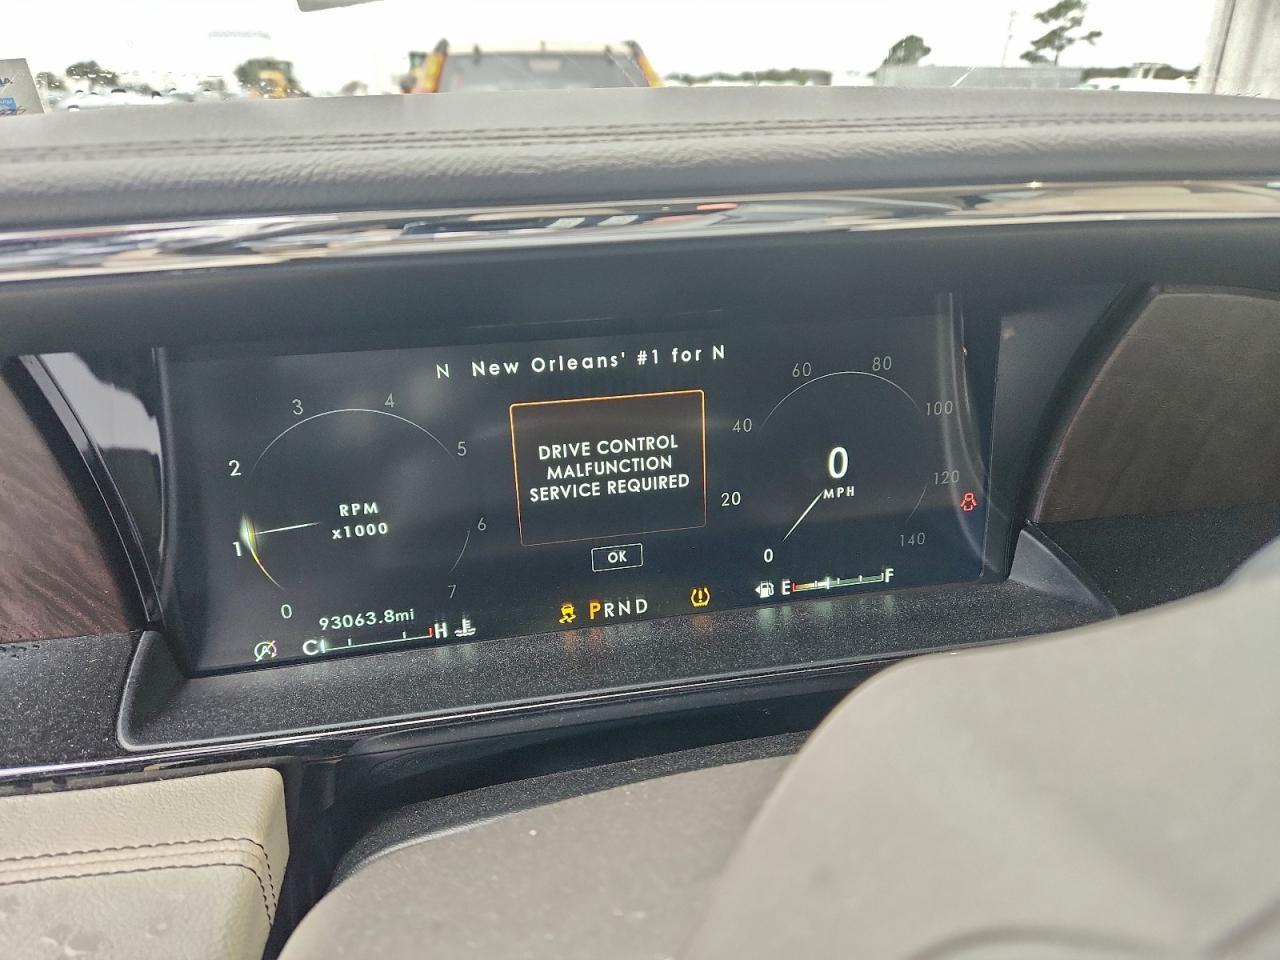 N New Orleans' #1 for N
3 4
60 80
2 5
40 100
DRIVE CONTROL
MALFUNCTION
SERVICE REQUIRED
0
MPH
RPM
x1000
20 120
1 6
OK
0 140
0 7
93063.8mi
PRND
E F
C H